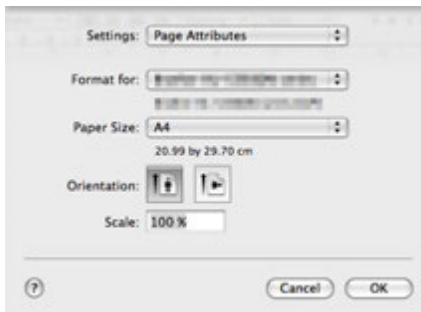 Settings: Page Attributes
Format for:
Paper Size: A4
20.99 by 29.70 cm
Orientation:
Scale: 100 %
? Cancel OK